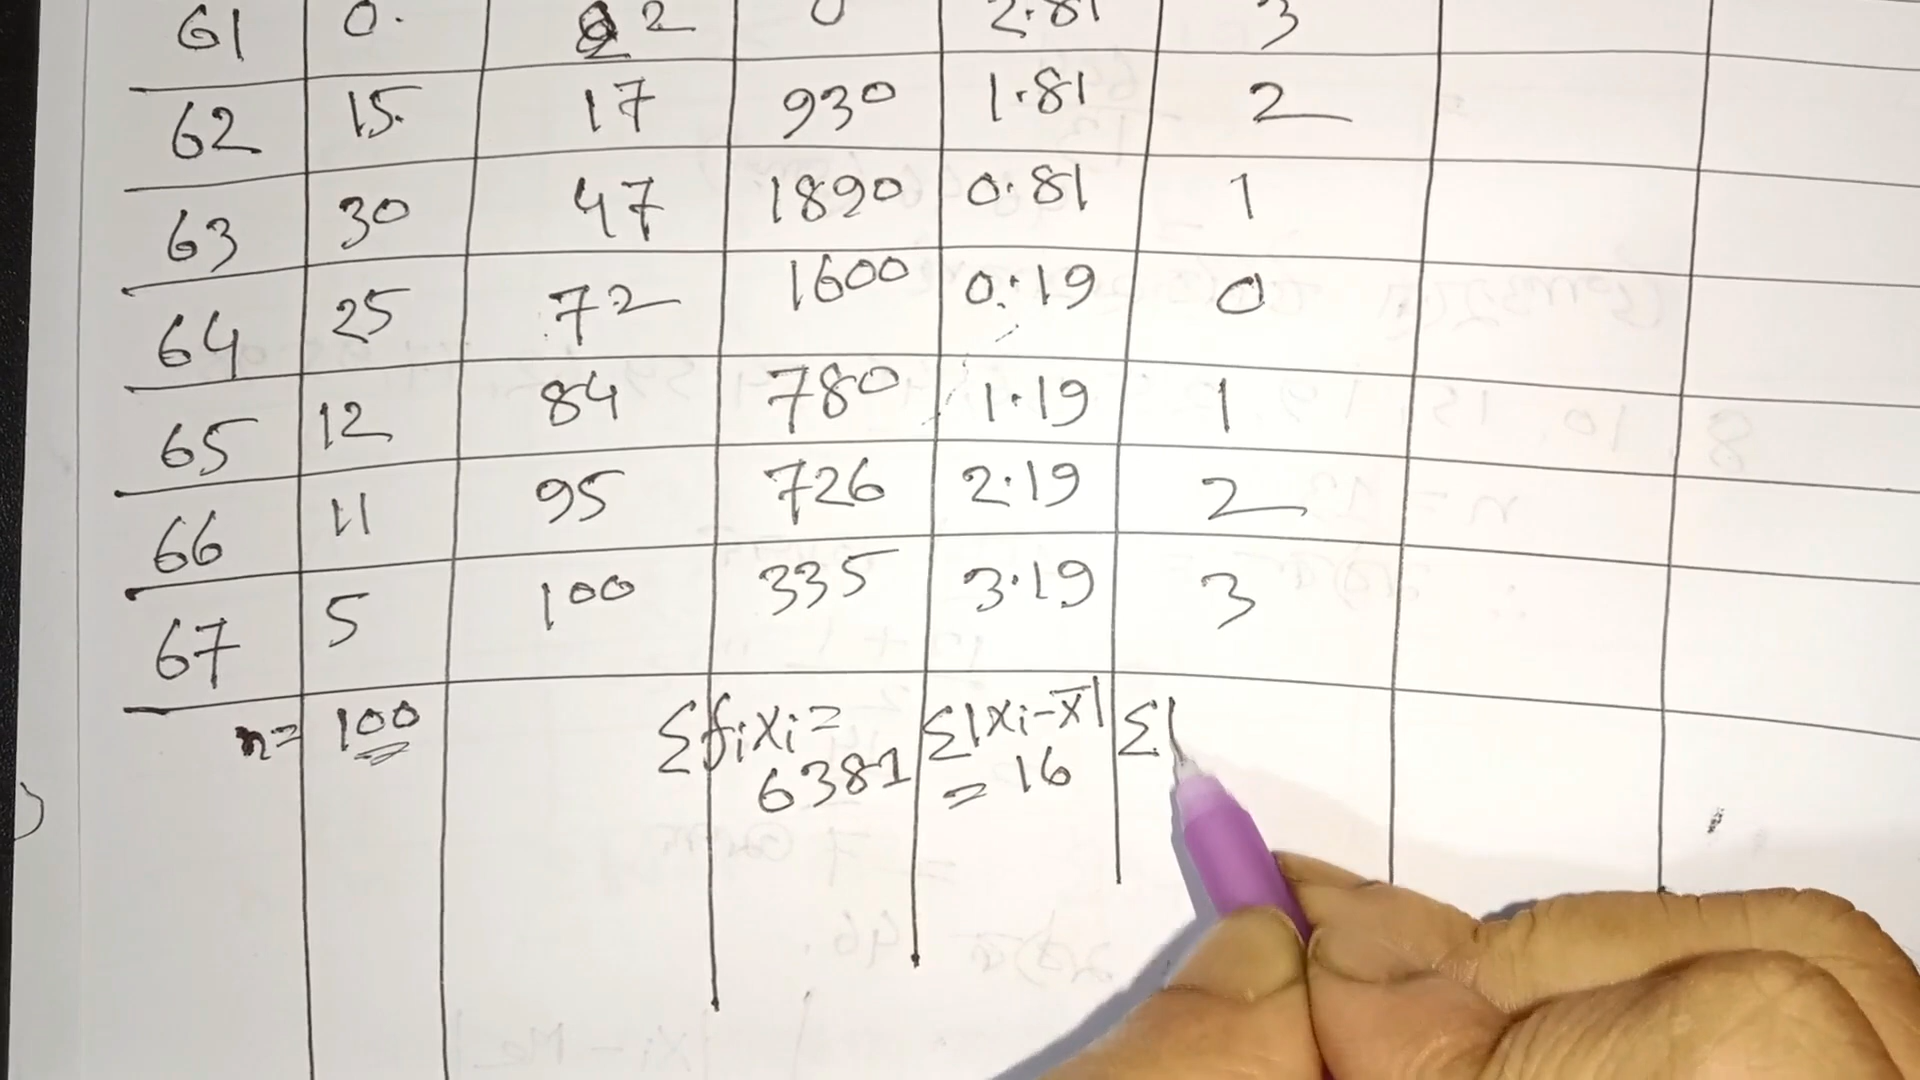 61 0. 2 0 2.81 3
62 15. 17 930 1.81 2
63 30 47 1890 0.81 1
64 25 72 1600 0.19 0
65 12 84 780 1.19 1
66 11 95 726 2.19 2
67 5 100 335 3.19 3
n= 100 Σfixi= Σ|xi-x̄| Σ|
6381 = 16